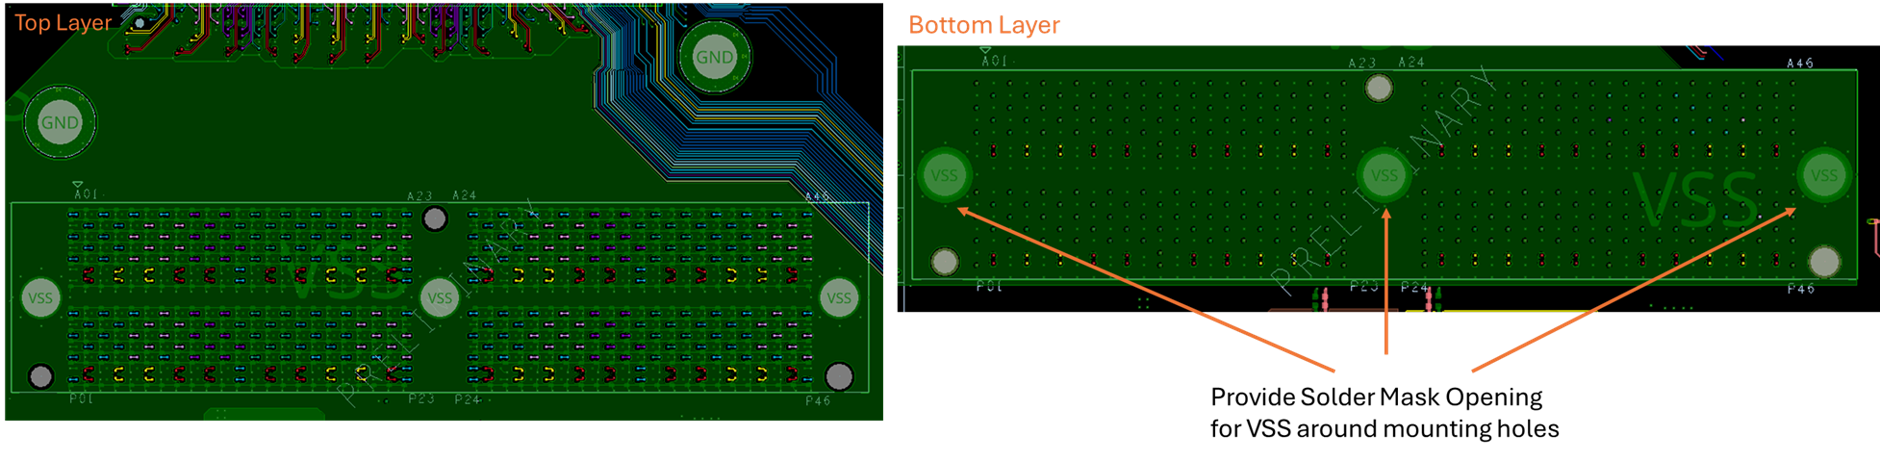 Top Layer
GND
GND
A01
A23
A24
A46
VSS
VSS
VSS
VSS
PRELIMINARY
P01
P23
P24
P46
Bottom Layer
A01
A23
A24
A46
VSS
VSS
VSS
VSS
PRELIMINARY
P01
P23
P24
P46
Provide Solder Mask Opening
for VSS around mounting holes